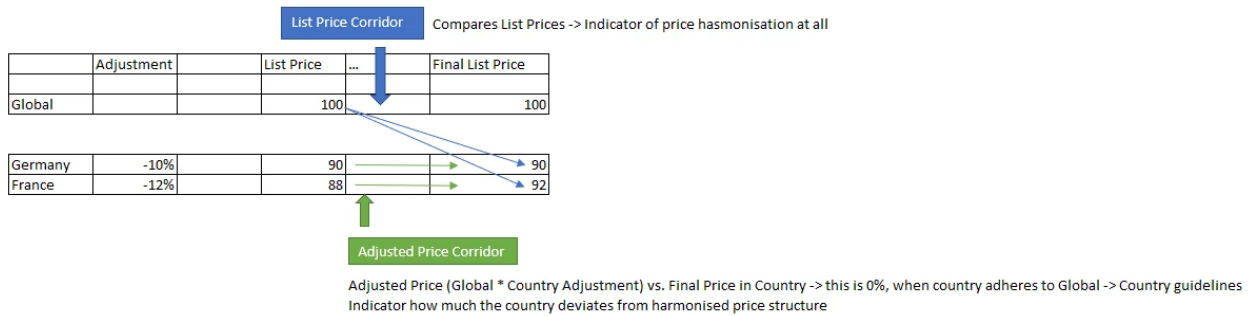 List Price Corridor Compares List Prices -> Indicator of price hasmonisation at all
Adjustment List Price ... Final List Price
Global 100 100
Germany -10% 90 90
France -12% 88 92
Adjusted Price Corridor
Adjusted Price (Global * Country Adjustment) vs. Final Price in Country -> this is 0%, when country adheres to Global -> Country guidelines
Indicator how much the country deviates from harmonised price structure